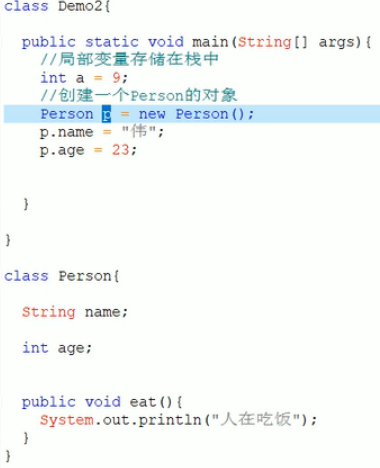 class Demo2{
public static void main(String[] args){
//局部变量存储在栈中
int a = 9;
//创建一个Person的对象
Person p = new Person();
p.name = "伟";
p.age = 23;
}
}
class Person{
String name;
int age;
public void eat(){
System.out.println("人在吃饭");
}
}